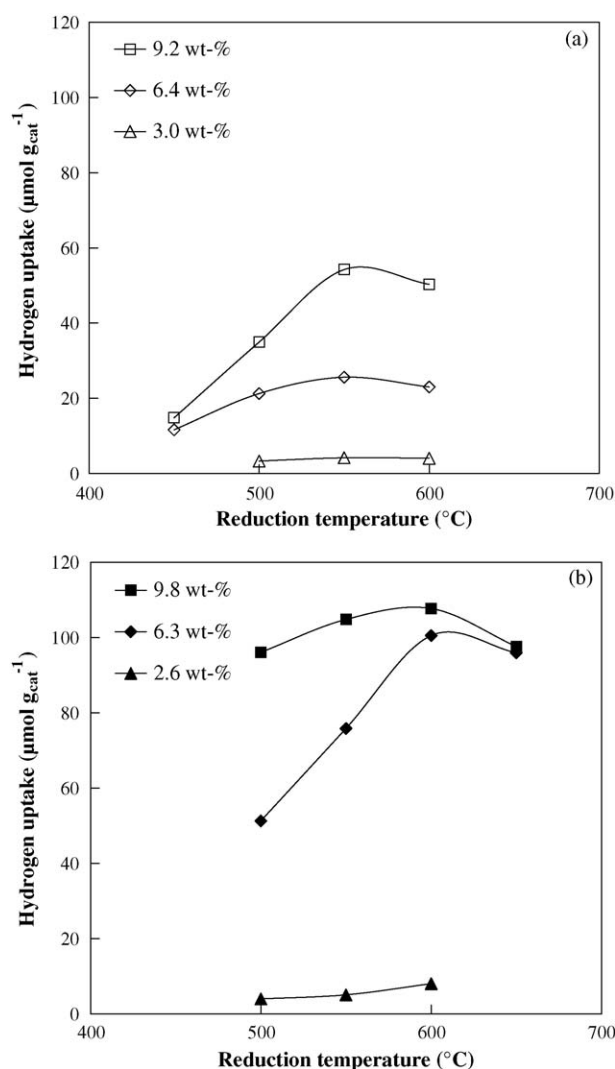 120
100
80
60
40
20
0
Hydrogen uptake (µmol gcat⁻¹)
(a)
9.2 wt-%
6.4 wt-%
3.0 wt-%
400
500
600
700
Reduction temperature (°C)
120
100
80
60
40
20
0
Hydrogen uptake (µmol gcat⁻¹)
(b)
9.8 wt-%
6.3 wt-%
2.6 wt-%
400
500
600
700
Reduction temperature (°C)